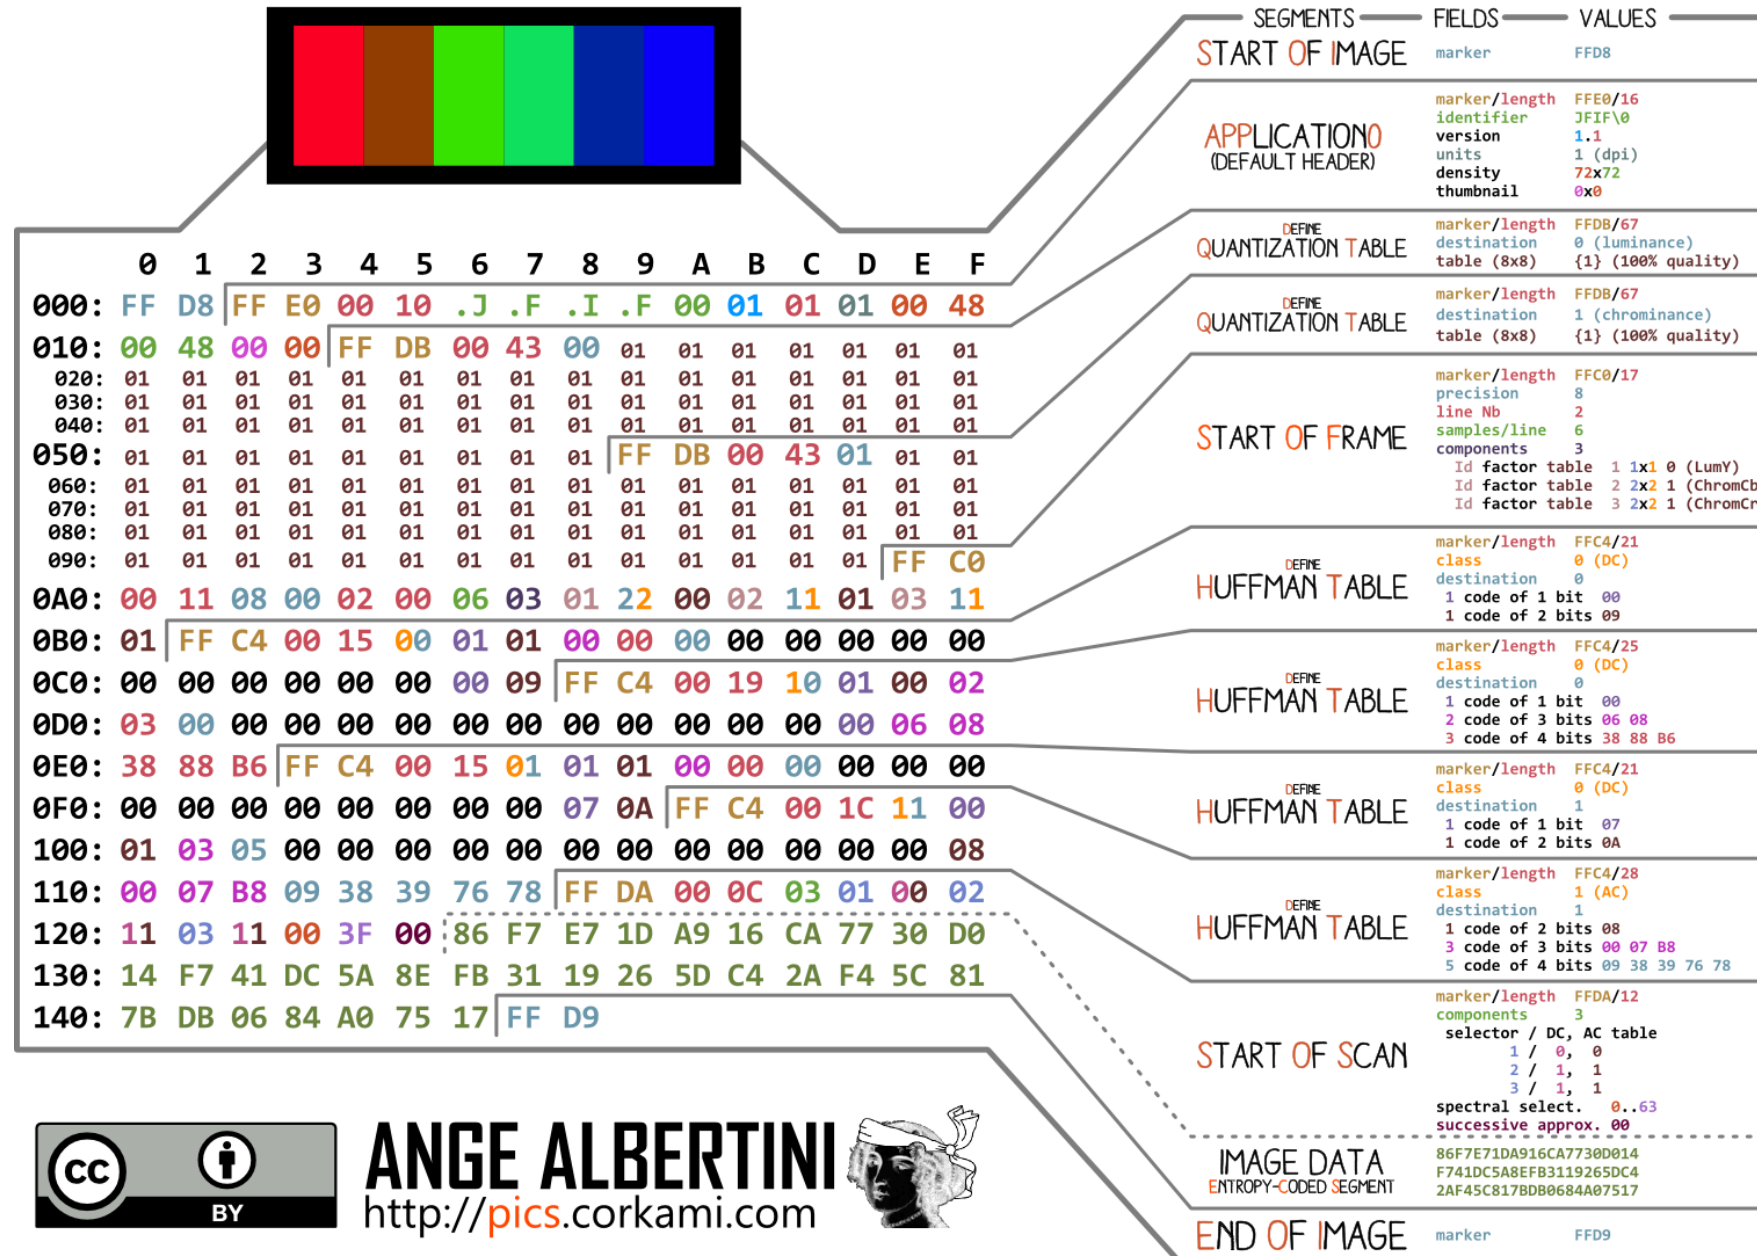 0 1 2 3 4 5 6 7 8 9 A B C D E F
000: FF D8 FF E0 00 10 .J .F .I .F 00 01 01 01 00 48
010: 00 48 00 00 FF DB 00 43 00 01 01 01 01 01 01 01
020: 01 01 01 01 01 01 01 01 01 01 01 01 01 01 01 01
030: 01 01 01 01 01 01 01 01 01 01 01 01 01 01 01 01
040: 01 01 01 01 01 01 01 01 01 01 01 01 01 01 01 01
050: 01 01 01 01 01 01 01 01 01 FF DB 00 43 01 01 01
060: 01 01 01 01 01 01 01 01 01 01 01 01 01 01 01 01
070: 01 01 01 01 01 01 01 01 01 01 01 01 01 01 01 01
080: 01 01 01 01 01 01 01 01 01 01 01 01 01 01 01 01
090: 01 01 01 01 01 01 01 01 01 01 01 01 01 01 FF C0
0A0: 00 11 08 00 02 00 06 03 01 22 00 02 11 01 03 11
0B0: 01 FF C4 00 15 00 01 01 00 00 00 00 00 00 00 00
0C0: 00 00 00 00 00 00 00 09 FF C4 00 19 10 01 00 02
0D0: 03 00 00 00 00 00 00 00 00 00 00 00 00 00 06 08
0E0: 38 88 B6 FF C4 00 15 01 01 01 00 00 00 00 00 00
0F0: 00 00 00 00 00 00 00 00 07 0A FF C4 00 1C 11 00
100: 01 03 05 00 00 00 00 00 00 00 00 00 00 00 00 08
110: 00 07 B8 09 38 39 76 78 FF DA 00 0C 03 01 00 02
120: 11 03 11 00 3F 00 86 F7 E7 1D A9 16 CA 77 30 D0
130: 14 F7 41 DC 5A 8E FB 31 19 26 5D C4 2A F4 5C 81
140: 7B DB 06 84 A0 75 17 FF D9
SEGMENTS FIELDS VALUES
START OF IMAGE
marker FFD8
APPLICATION0
(DEFAULT HEADER)
marker/length FFE0/16
identifier JFIF\0
version 1.1
units 1 (dpi)
density 72x72
thumbnail 0x0
DEFINE
QUANTIZATION TABLE
marker/length FFDB/67
destination 0 (luminance)
table (8x8) {1} (100% quality)
DEFINE
QUANTIZATION TABLE
marker/length FFDB/67
destination 1 (chrominance)
table (8x8) {1} (100% quality)
START OF FRAME
marker/length FFC0/17
precision 8
line Nb 2
samples/line 6
components 3
Id factor table 1 1x1 0 (LumY)
Id factor table 2 2x2 1 (ChromCb
Id factor table 3 2x2 1 (ChromCr
DEFINE
HUFFMAN TABLE
marker/length FFC4/21
class 0 (DC)
destination 0
1 code of 1 bit 00
1 code of 2 bits 09
DEFINE
HUFFMAN TABLE
marker/length FFC4/25
class 0 (DC)
destination 0
1 code of 1 bit 00
2 code of 3 bits 06 08
3 code of 4 bits 38 88 B6
DEFINE
HUFFMAN TABLE
marker/length FFC4/21
class 0 (DC)
destination 1
1 code of 1 bit 07
1 code of 2 bits 0A
DEFINE
HUFFMAN TABLE
marker/length FFC4/28
class 1 (AC)
destination 1
1 code of 2 bits 08
3 code of 3 bits 00 07 B8
5 code of 4 bits 09 38 39 76 78
START OF SCAN
marker/length FFDA/12
components 3
selector / DC, AC table
1 / 0, 0
2 / 1, 1
3 / 1, 1
spectral select. 0..63
successive approx. 00
IMAGE DATA
ENTROPY-CODED SEGMENT
86F7E71DA916CA7730D014
F741DC5A8EFB3119265DC4
2AF45C817BDB0684A07517
END OF IMAGE
marker FFD9
cc
BY
ANGE ALBERTINI
http://pics.corkami.com